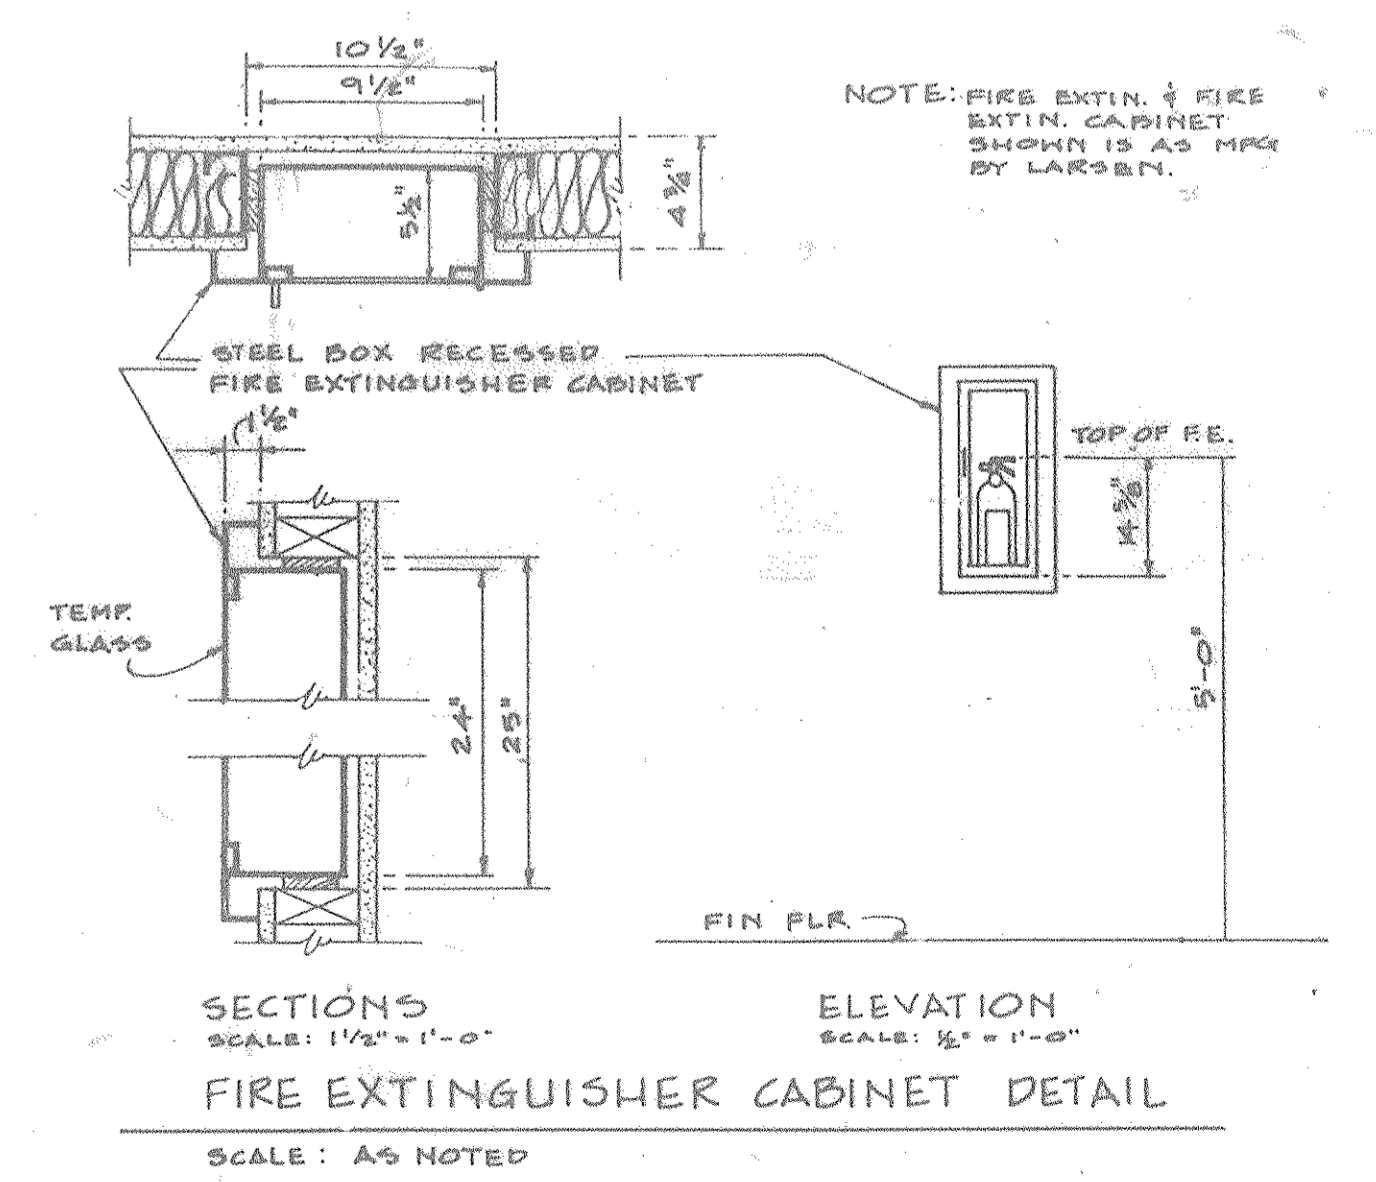 10 1/2"
9 1/2"
NOTE: FIRE EXTIN. & FIRE
EXTIN. CABINET
SHOWN IS AS MFG
BY LARSEN.
5 1/2"
STEEL BOX RECESSED
FIRE EXTINGUISHER CABINET
1 1/2"
TOP OF F.E.
14 5/8"
TEMP.
GLASS
24"
25"
5'-0"
FIN FLR.
SECTIONS
SCALE: 1 1/2" = 1'-0"
ELEVATION
SCALE: 1/2" = 1'-0"
FIRE EXTINGUISHER CABINET DETAIL
SCALE: AS NOTED